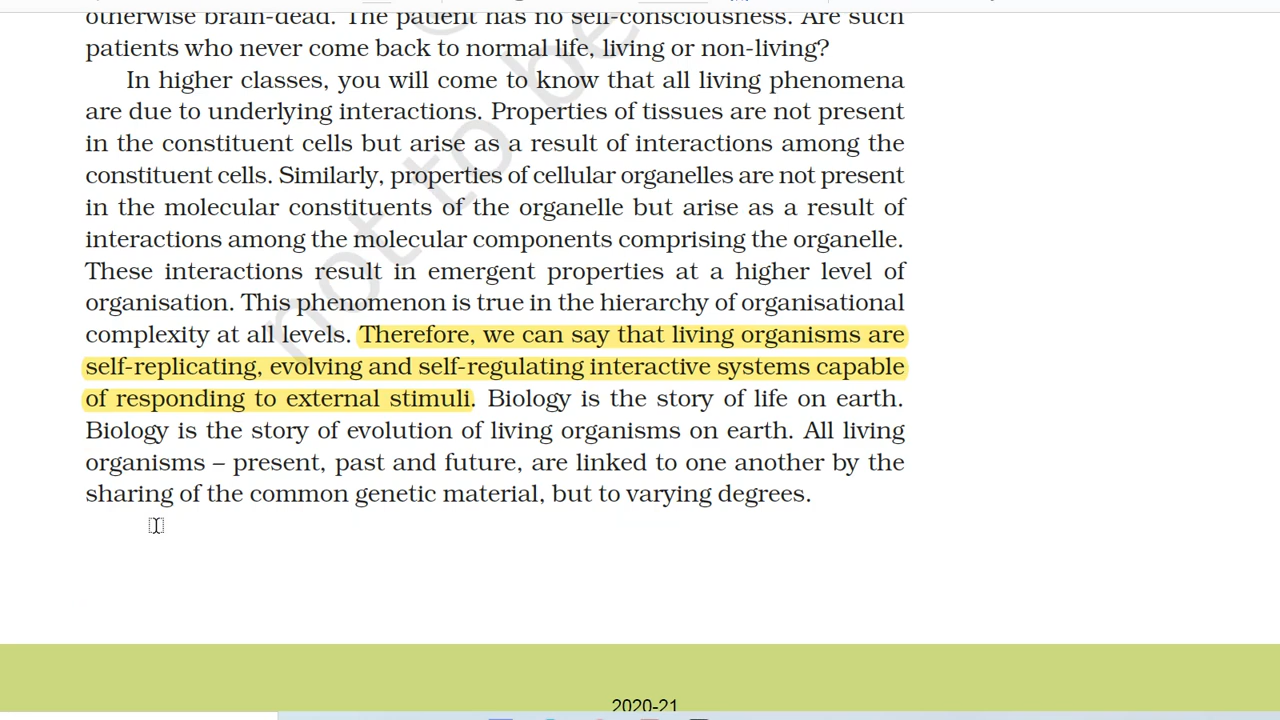 otherwise brain-dead. The patient has no self-consciousness. Are such
patients who never come back to normal life, living or non-living?
In higher classes, you will come to know that all living phenomena
are due to underlying interactions. Properties of tissues are not present
in the constituent cells but arise as a result of interactions among the
constituent cells. Similarly, properties of cellular organelles are not present
in the molecular constituents of the organelle but arise as a result of
interactions among the molecular components comprising the organelle.
These interactions result in emergent properties at a higher level of
organisation. This phenomenon is true in the hierarchy of organisational
complexity at all levels. Therefore, we can say that living organisms are
self-replicating, evolving and self-regulating interactive systems capable
of responding to external stimuli. Biology is the story of life on earth.
Biology is the story of evolution of living organisms on earth. All living
organisms – present, past and future, are linked to one another by the
sharing of the common genetic material, but to varying degrees.
not to be
2020-21